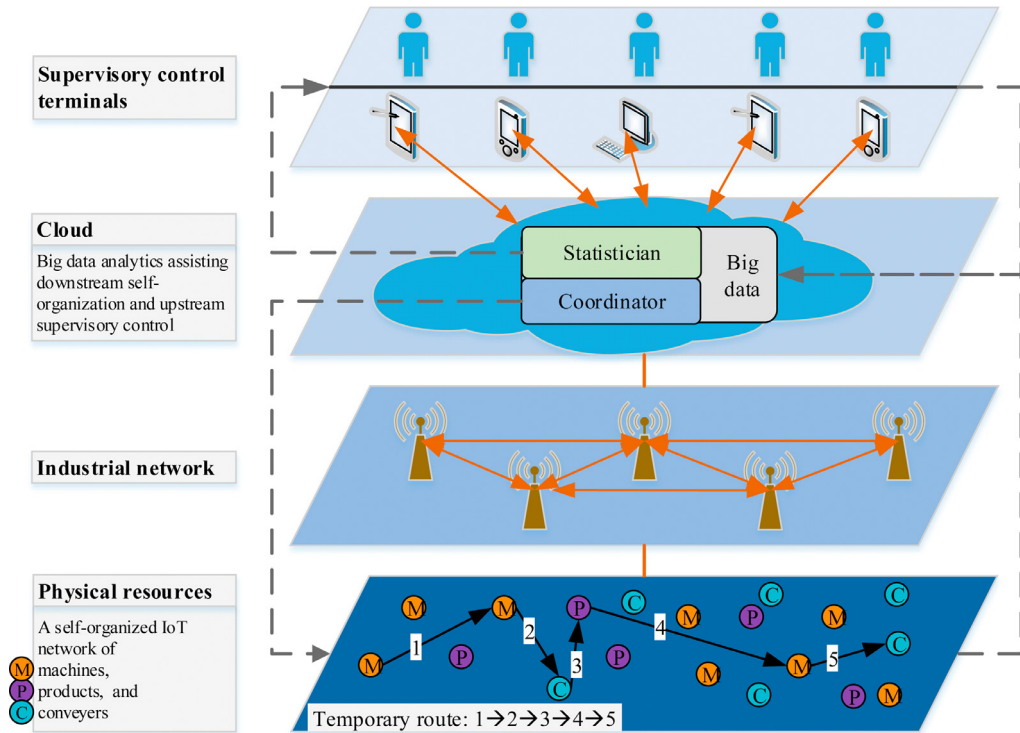 Supervisory control
terminals
Cloud
Big data analytics assisting
downstream self-
organization and upstream
supervisory control
Statistician
Coordinator
Big
data
Industrial network
Physical resources
A self-organized IoT
network of
M machines,
P products, and
C conveyers
M
M
P
C
M
P
C
M
C
1
2
3
4
5
P
P
C
M
M
M
C
C
P
M
Temporary route: 1→2→3→4→5